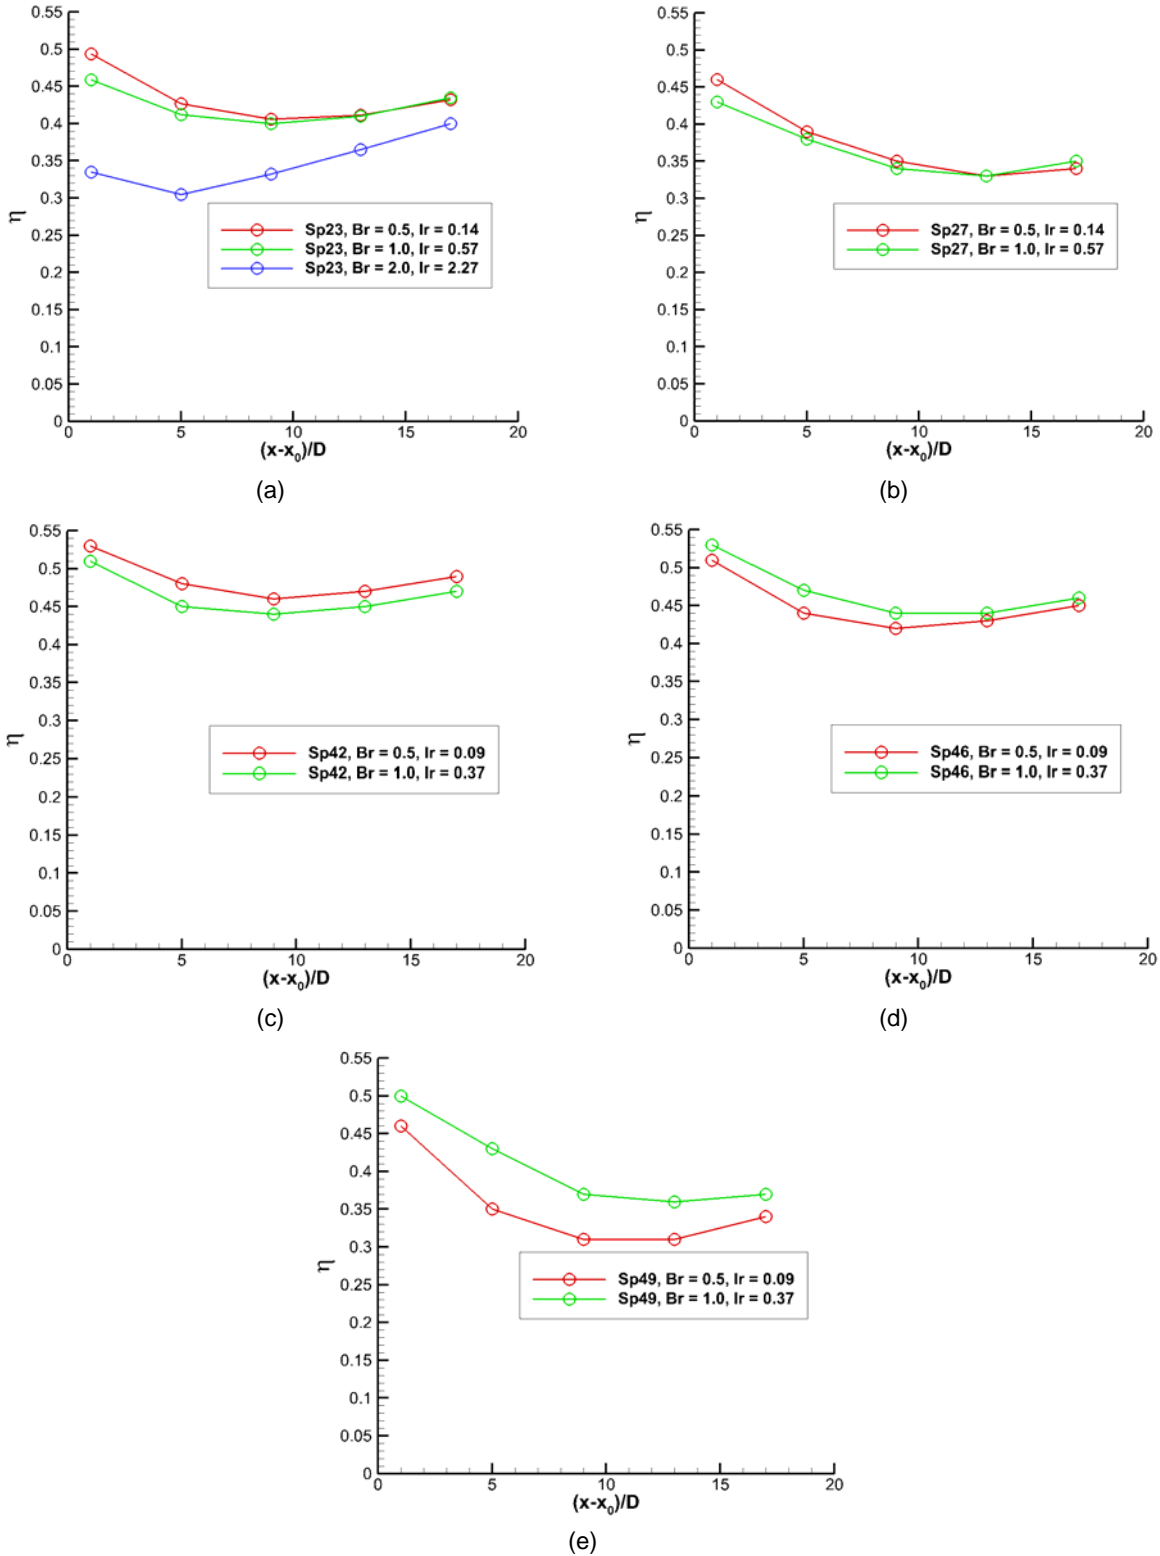 0.55
0.5
0.45
0.4
0.35
0.3
0.25
0.2
0.15
0.1
0.05
0
η
0 5 10 15 20
(x-x0)/D
Sp23, Br = 0.5, Ir = 0.14
Sp23, Br = 1.0, Ir = 0.57
Sp23, Br = 2.0, Ir = 2.27
(a)
0.55
0.5
0.45
0.4
0.35
0.3
0.25
0.2
0.15
0.1
0.05
0
η
0 5 10 15 20
(x-x0)/D
Sp27, Br = 0.5, Ir = 0.14
Sp27, Br = 1.0, Ir = 0.57
(b)
0.55
0.5
0.45
0.4
0.35
0.3
0.25
0.2
0.15
0.1
0.05
0
η
0 5 10 15 20
(x-x0)/D
Sp42, Br = 0.5, Ir = 0.09
Sp42, Br = 1.0, Ir = 0.37
(c)
0.55
0.5
0.45
0.4
0.35
0.3
0.25
0.2
0.15
0.1
0.05
0
η
0 5 10 15 20
(x-x0)/D
Sp46, Br = 0.5, Ir = 0.09
Sp46, Br = 1.0, Ir = 0.37
(d)
0.55
0.5
0.45
0.4
0.35
0.3
0.25
0.2
0.15
0.1
0.05
0
η
0 5 10 15 20
(x-x0)/D
Sp49, Br = 0.5, Ir = 0.09
Sp49, Br = 1.0, Ir = 0.37
(e)